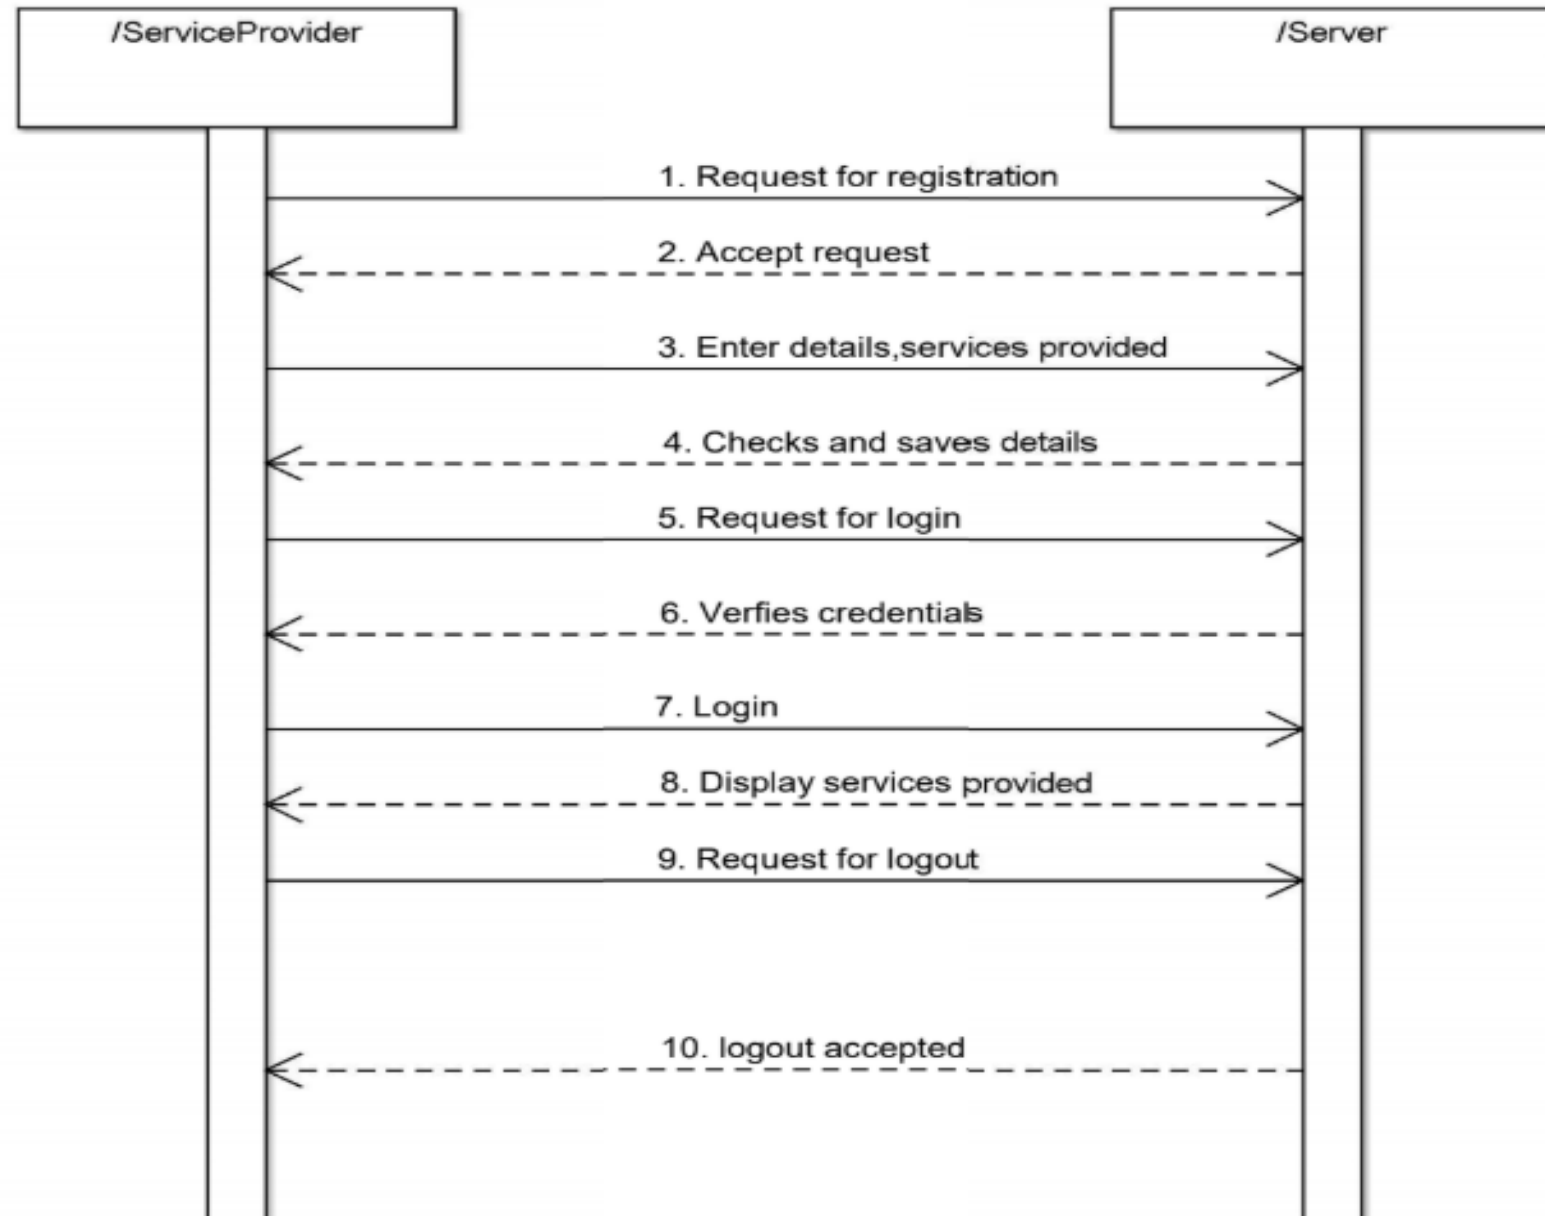 /ServiceProvider
/Server
1. Request for registration
2. Accept request
3. Enter details,services provided
4. Checks and saves details
5. Request for login
6. Verfies credentials
7. Login
8. Display services provided
9. Request for logout
10. logout accepted